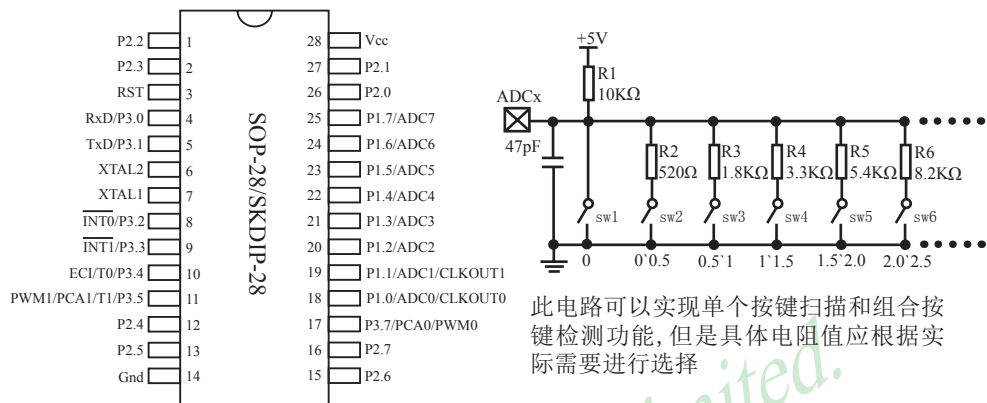 P2.2 1
P2.3 2
RST 3
RxD/P3.0 4
TxD/P3.1 5
XTAL2 6
XTAL1 7
INT0/P3.2 8
INT1/P3.3 9
ECI/T0/P3.4 10
PWM1/PCA1/T1/P3.5 11
P2.4 12
P2.5 13
Gnd 14
SOP-28/SKDIP-28
28 Vcc
27 P2.1
26 P2.0
25 P1.7/ADC7
24 P1.6/ADC6
23 P1.5/ADC5
22 P1.4/ADC4
21 P1.3/ADC3
20 P1.2/ADC2
19 P1.1/ADC1/CLKOUT1
18 P1.0/ADC0/CLKOUT0
17 P3.7/PCA0/PWM0
16 P2.7
15 P2.6
+5V
R1
10KΩ
ADCx
47pF
R2
520Ω
R3
1.8KΩ
R4
3.3KΩ
R5
5.4KΩ
R6
8.2KΩ
sw1 sw2 sw3 sw4 sw5 sw6
0 0`0.5 0.5`1 1`1.5 1.5`2.0 2.0`2.5
此电路可以实现单个按键扫描和组合按
键检测功能,但是具体电阻值应根据实
际需要进行选择